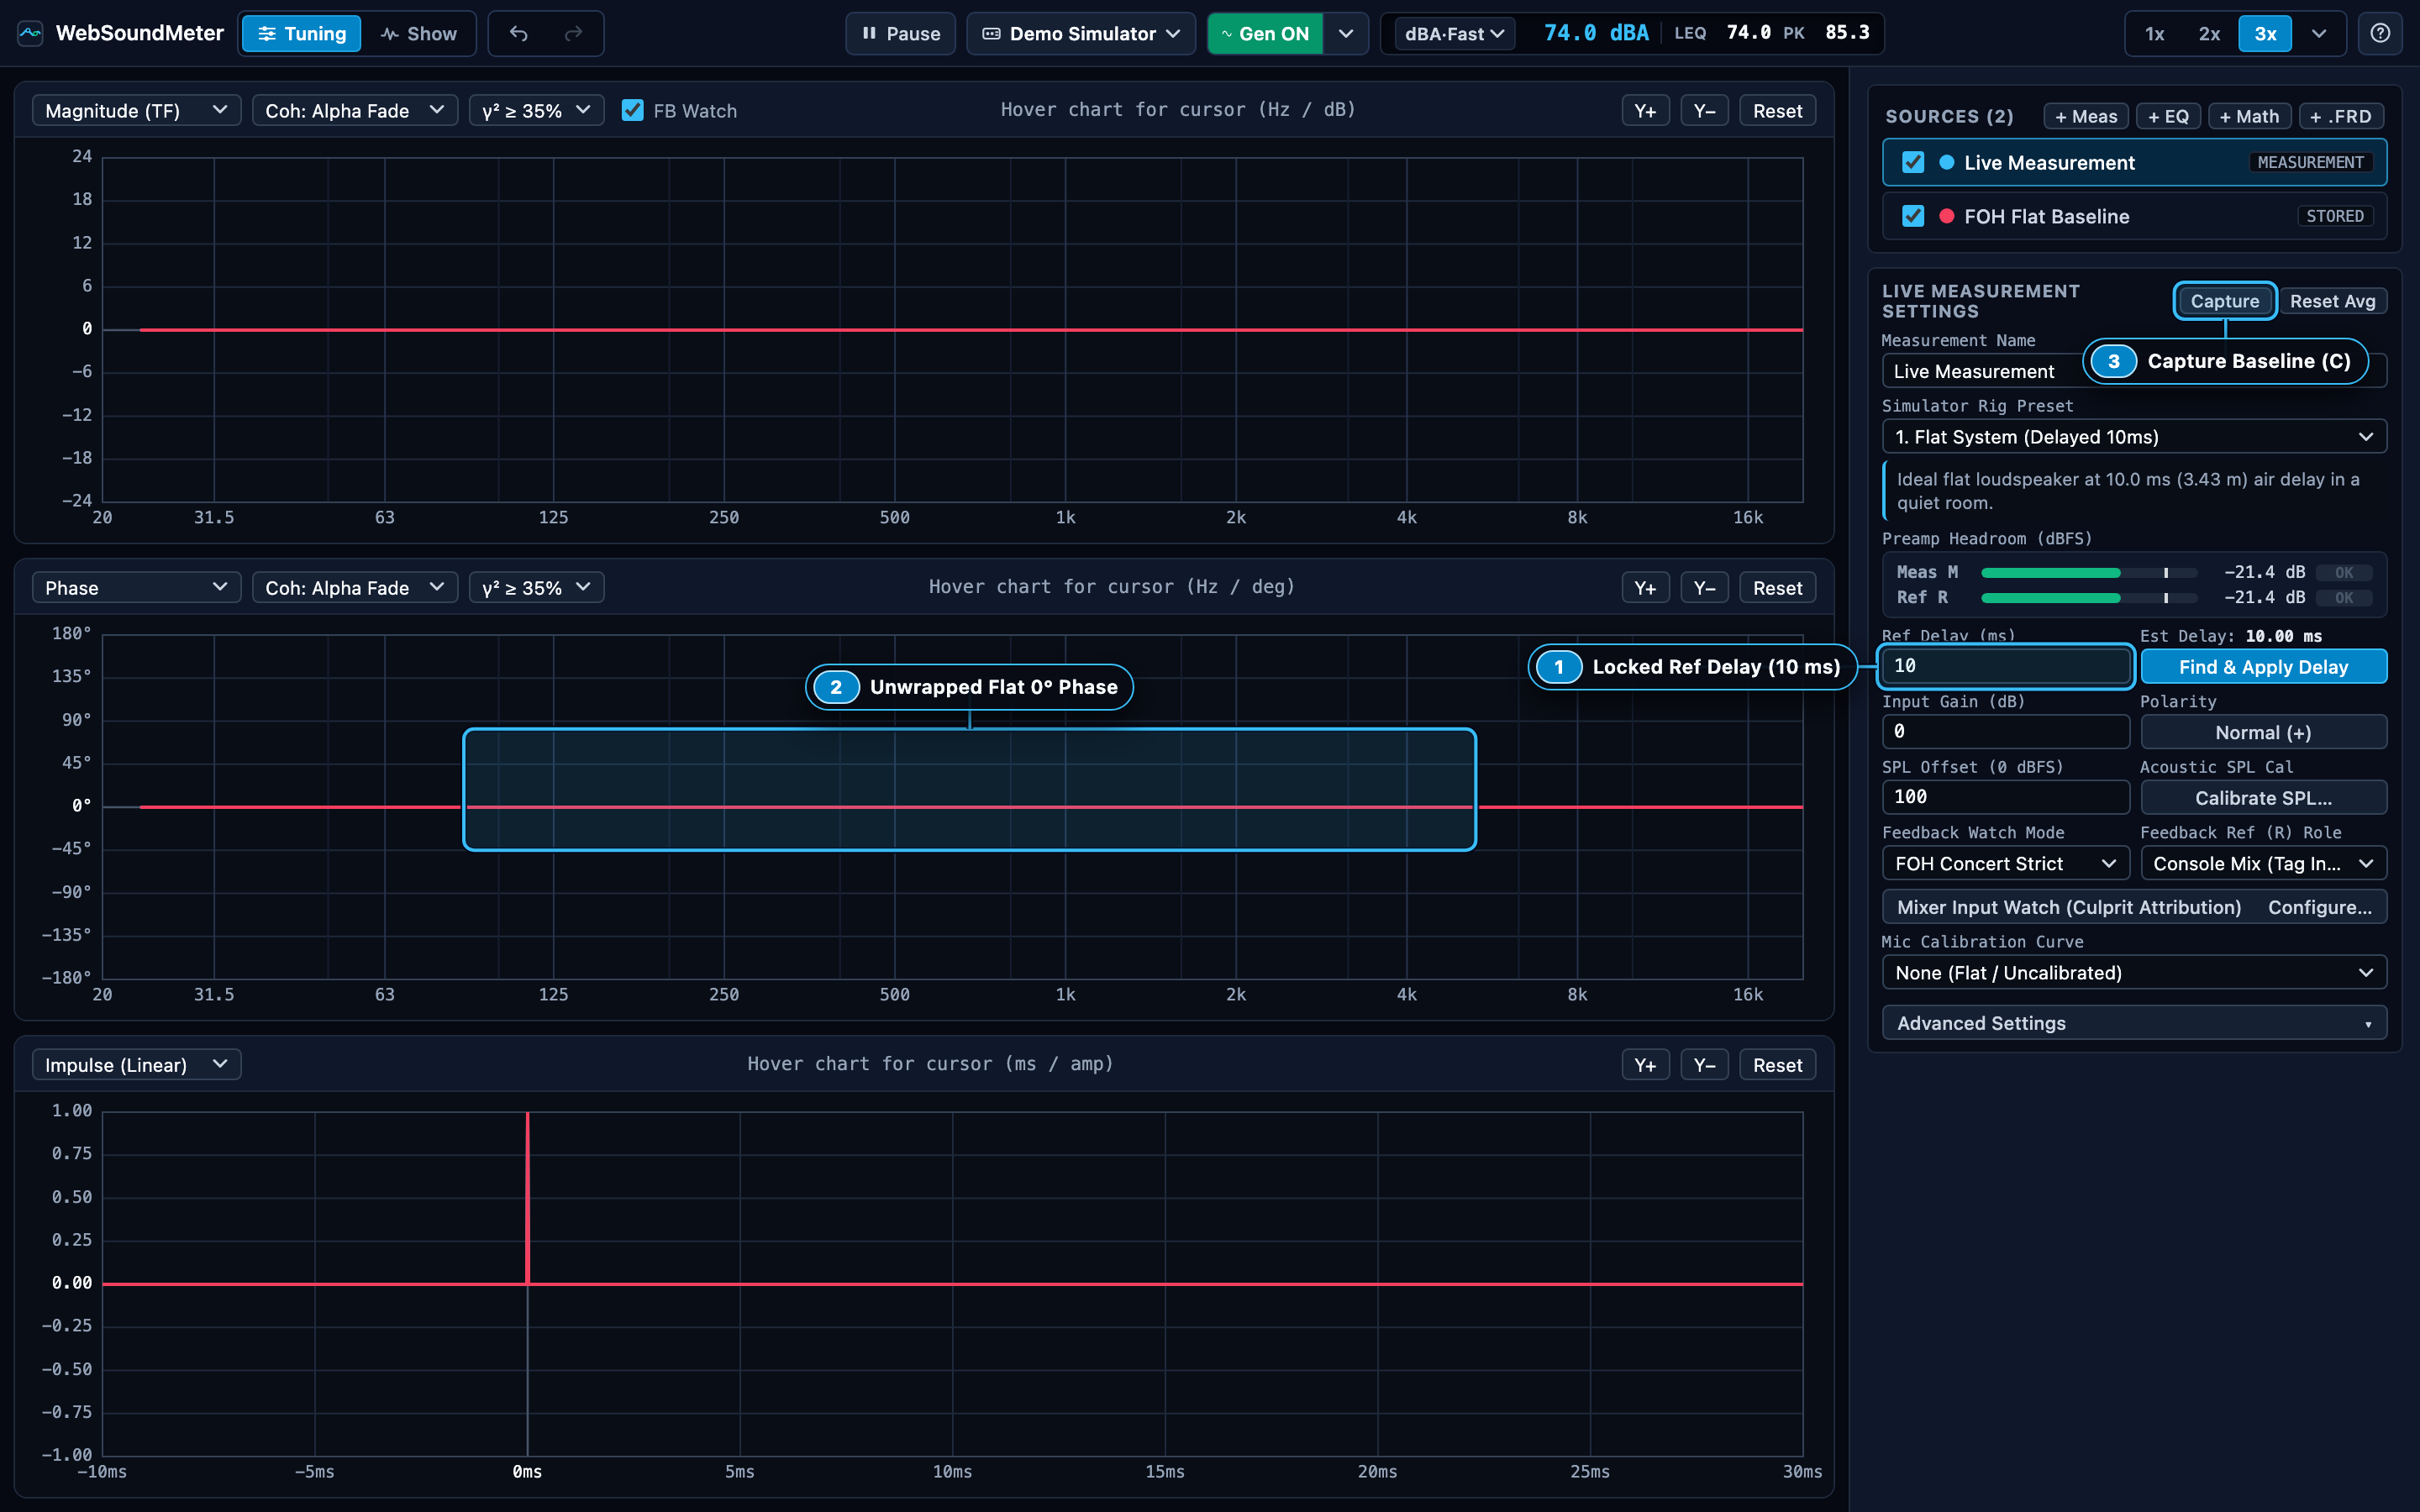 WebSoundMeter Tuning Show Pause Demo Simulator ~ Gen ON dBA·Fast 74.0 dBA LEQ 74.0 PK 85.3 1x 2x 3x ?
Magnitude (TF) Coh: Alpha Fade γ² ≥ 35% FB Watch Hover chart for cursor (Hz / dB) Y+ Y− Reset
24
18
12
6
0
−6
−12
−18
−24
20 31.5 63 125 250 500 1k 2k 4k 8k 16k
Phase Coh: Alpha Fade γ² ≥ 35% Hover chart for cursor (Hz / deg) Y+ Y− Reset
180°
135°
2 Unwrapped Flat 0° Phase
90°
45°
0°
−45°
−90°
−135°
−180°
20 31.5 63 125 250 500 1k 2k 4k 8k 16k
Impulse (Linear) Hover chart for cursor (ms / amp) Y+ Y− Reset
1.00
0.75
0.50
0.25
0.00
−0.25
−0.50
−0.75
−1.00
−10ms −5ms 0ms 5ms 10ms 15ms 20ms 25ms 30ms
SOURCES (2) + Meas + EQ + Math + .FRD
Live Measurement MEASUREMENT
FOH Flat Baseline STORED
LIVE MEASUREMENT
SETTINGS
Capture Reset Avg
Measurement Name
Live Measurement
3 Capture Baseline (C)
Simulator Rig Preset
1. Flat System (Delayed 10ms)
Ideal flat loudspeaker at 10.0 ms (3.43 m) air delay in a
quiet room.
Preamp Headroom (dBFS)
Meas M −21.4 dB OK
Ref R −21.4 dB OK
Ref Delay (ms) Est Delay: 10.00 ms
1 Locked Ref Delay (10 ms)
10 Find & Apply Delay
Input Gain (dB) Polarity
0 Normal (+)
SPL Offset (0 dBFS) Acoustic SPL Cal
100 Calibrate SPL...
Feedback Watch Mode Feedback Ref (R) Role
FOH Concert Strict Console Mix (Tag In...
Mixer Input Watch (Culprit Attribution) Configure...
Mic Calibration Curve
None (Flat / Uncalibrated)
Advanced Settings